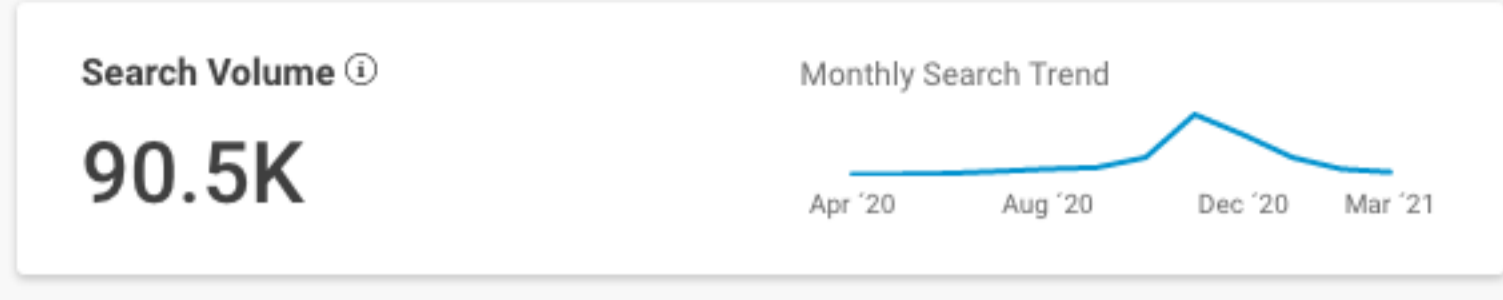 Search Volume ⓘ
90.5K
Monthly Search Trend
Apr ´20 Aug ´20 Dec ´20 Mar ´21